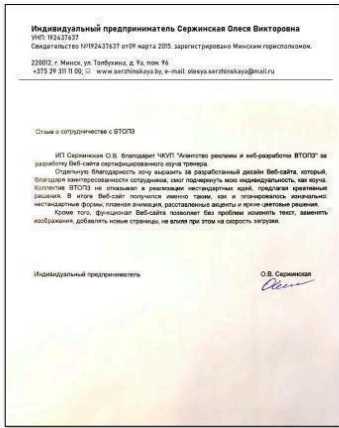 Индивидуальный предприниматель Сержинская Олеся Викторовна
УНП: 192437637
Свидетельство №192437637 от09 марта 2015. зарегистрировано Минским горисполкомом.
220012, г. Минск, ул. Толбухина, д. 9а, пом. 96
+375 29 311 11 00; www.serzhinskaya.by, e-mail: olesya.serzhinskaya@mail.ru
Отзыв о сотрудничестве с ВТОПЗ
ИП Сержинская О.В. благодарит ЧКУП "Агентство рекламы и веб-разработки ВТОПЗ" за
разработку Веб-сайта сертифицированного коуча тренера.
Отдельную благодарность хочу выразить за разработанный дизайн Веб-сайта, который,
благодаря заинтересованности сотрудников, смог подчеркнуть мою индивидуальность, как коуча.
Коллектив ВТОПЗ не отказывал в реализации нестандартных идей, предлагая креативные
решения. В итоге Веб-сайт получился именно таким, как и планировалось изначально:
нестандартные формы, плавная анимация, расставленные акценты и яркие цветовые решения.
Кроме того, функционал Веб-сайта позволяет без проблем изменять текст, заменять
изображения, добавлять новые страницы, не влияя при этом на скорость загрузки.
Индивидуальный предприниматель О.В. Сержинская